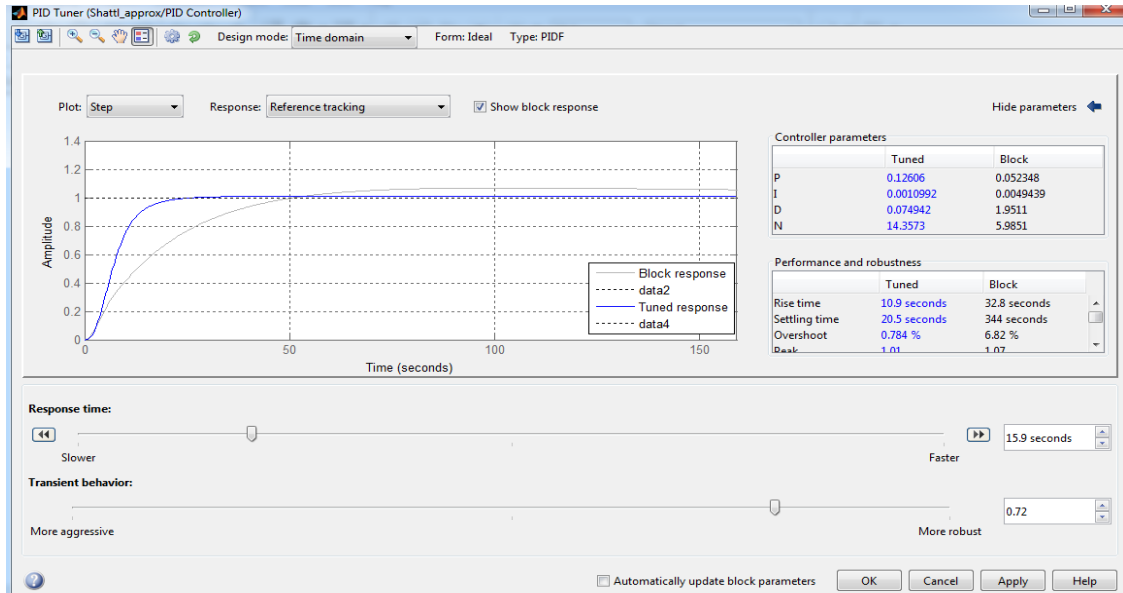 PID Tuner (Shattl_approx/PID Controller)
Design mode: Time domain Form: Ideal Type: PIDF
Plot: Step Response: Reference tracking Show block response Hide parameters
1.4
1.2
1
0.8
0.6
0.4
0.2
0
Amplitude
0 50 100 150
Time (seconds)
Block response
data2
Tuned response
data4
Controller parameters
Tuned Block
P 0.12606 0.052348
I 0.0010992 0.0049439
D 0.074942 1.9511
N 14.3573 5.9851
Performance and robustness
Tuned Block
Rise time 10.9 seconds 32.8 seconds
Settling time 20.5 seconds 344 seconds
Overshoot 0.784 % 6.82 %
Peak 1.01 1.07
Response time:
15.9 seconds
Slower Faster
Transient behavior:
0.72
More aggressive More robust
Automatically update block parameters OK Cancel Apply Help